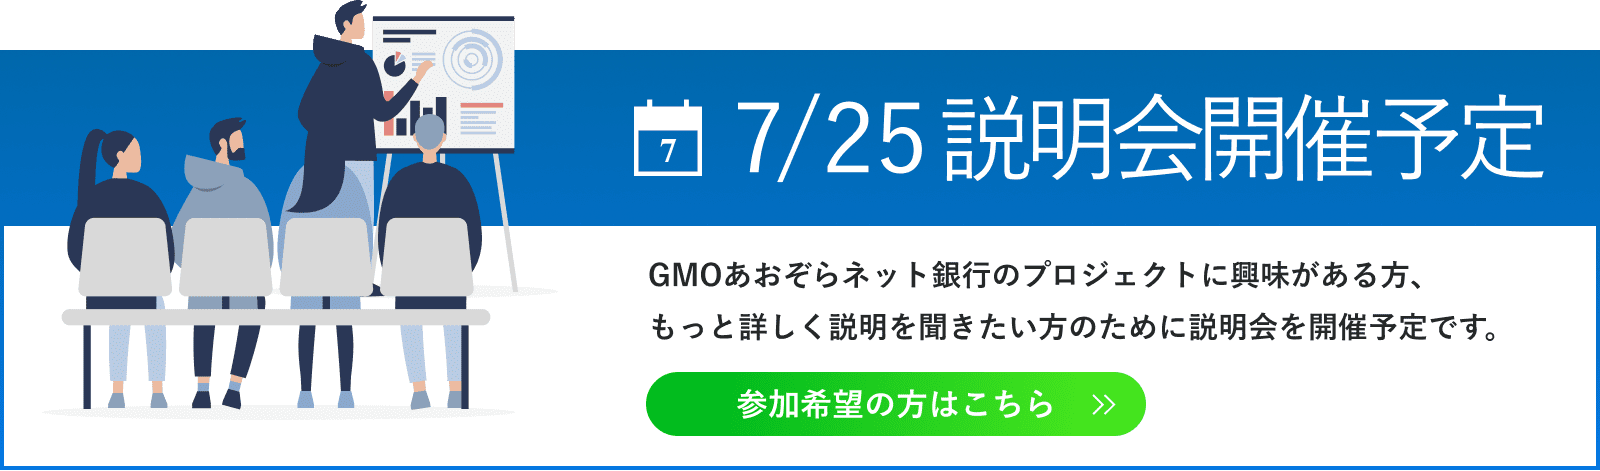 7
7/25 説明会開催予定
GMOあおぞらネット銀行のプロジェクトに興味がある方、
もっと詳しく説明を聞きたい方のために説明会を開催予定です。
参加希望の方はこちら